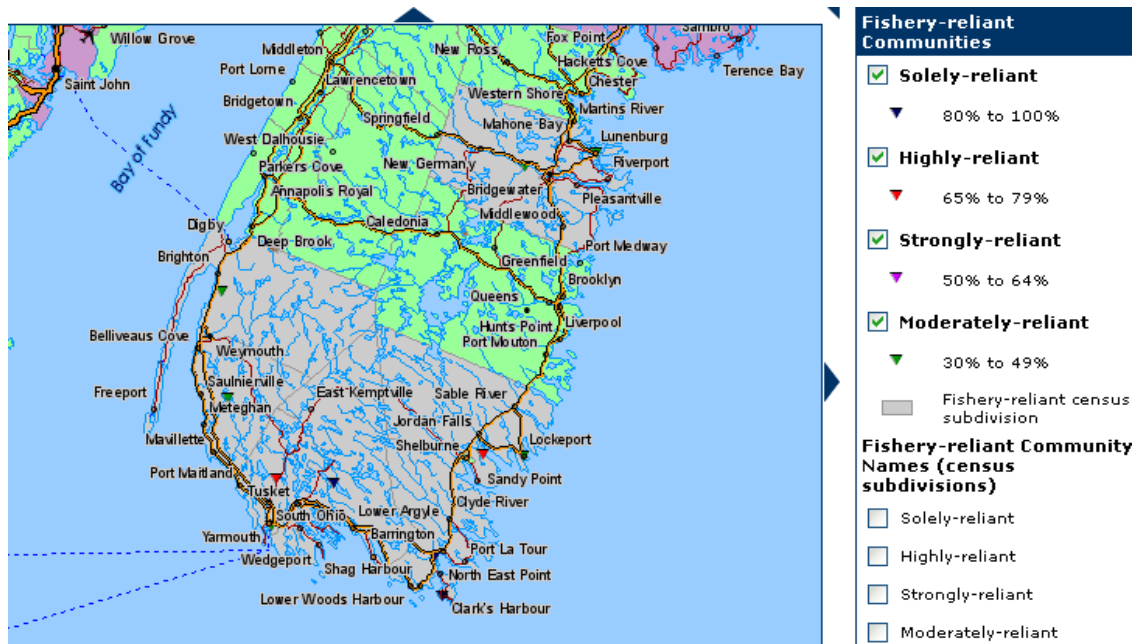 Willow Grove
Saint John
Bay of Fundy
Middleton
Port Lorne
Lawrencetown
Bridgetown
Springfield
West Dalhousie
Parkers Cove
Annapolis Royal
Digby
Deep Brook
Brighton
New Ross
Fox Point
Sambro
Hacketts Cove
Chester
Terence Bay
Western Shore
Martins River
Mahone Bay
Lunenburg
Riverport
New Germany
Bridgewater
Pleasantville
Middlewood
Caledonia
Port Medway
Greenfield
Brooklyn
Queens
Hunts Point
Liverpool
Port Mouton
Belliveaus Cove
Weymouth
Saulnierville
Freeport
Meteghan
East Kemptville
Sable River
Jordan Falls
Mavillette
Shelburne
Lockeport
Port Maitland
Sandy Point
Tusket
Clyde River
South Ohio
Lower Argyle
Yarmouth
Barrington
Wedgeport
Port La Tour
Shag Harbour
North East Point
Lower Woods Harbour
Clark's Harbour
Fishery-reliant
Communities
Solely-reliant
80% to 100%
Highly-reliant
65% to 79%
Strongly-reliant
50% to 64%
Moderately-reliant
30% to 49%
Fishery-reliant census
subdivision
Fishery-reliant Community
Names (census
subdivisions)
Solely-reliant
Highly-reliant
Strongly-reliant
Moderately-reliant